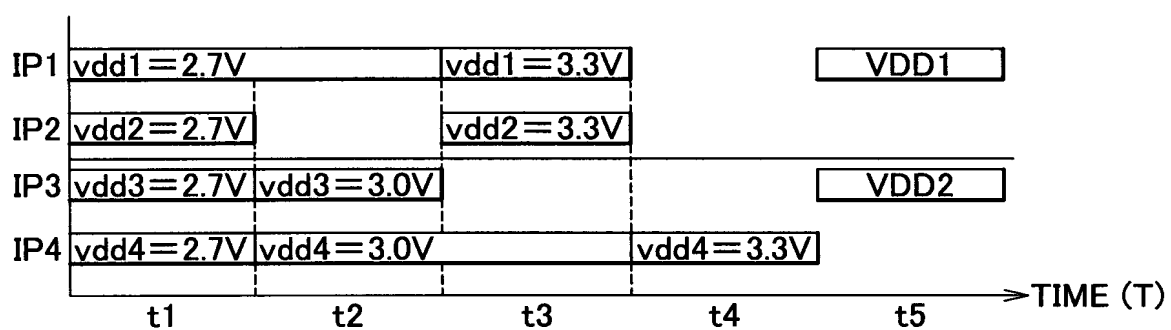 IP1 vdd1=2.7V vdd1=3.3V VDD1
IP2 vdd2=2.7V vdd2=3.3V
IP3 vdd3=2.7V vdd3=3.0V VDD2
IP4 vdd4=2.7V vdd4=3.0V vdd4=3.3V
TIME (T)
t1 t2 t3 t4 t5